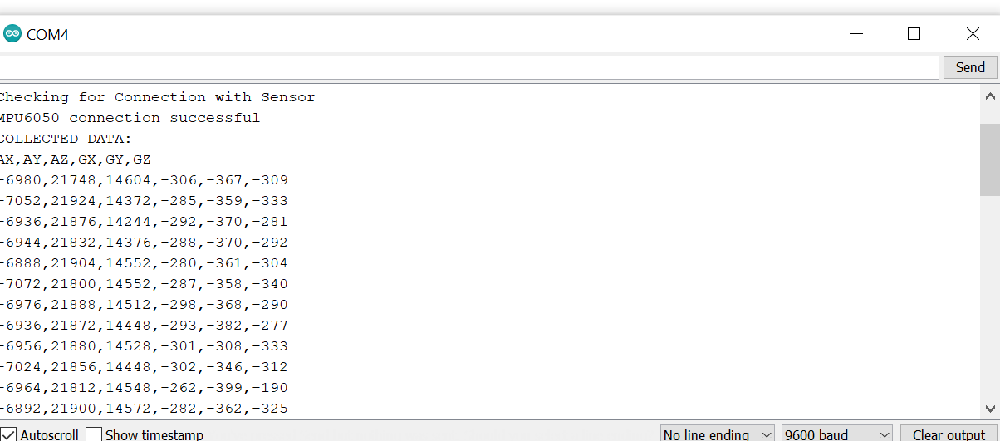 COM4
Send
Checking for Connection with Sensor
MPU6050 connection successful
COLLECTED DATA:
AX,AY,AZ,GX,GY,GZ
-6980,21748,14604,-306,-367,-309
-7052,21924,14372,-285,-359,-333
-6936,21876,14244,-292,-370,-281
-6944,21832,14376,-288,-370,-292
-6888,21904,14552,-280,-361,-304
-7072,21800,14552,-287,-358,-340
-6976,21888,14512,-298,-368,-290
-6936,21872,14448,-293,-382,-277
-6956,21880,14528,-301,-308,-333
-7024,21856,14448,-302,-346,-312
-6964,21812,14548,-262,-399,-190
-6892,21900,14572,-282,-362,-325
Autoscroll Show timestamp No line ending 9600 baud Clear output